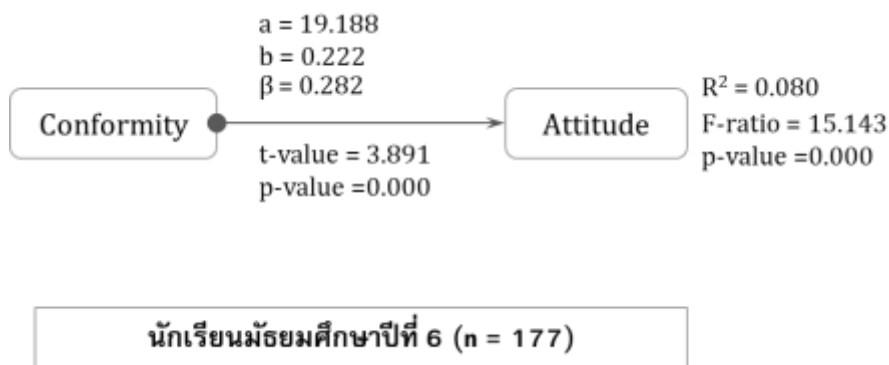 a = 19.188
b = 0.222
β = 0.282
Conformity
Attitude
t-value = 3.891
p-value =0.000
R² = 0.080
F-ratio = 15.143
p-value =0.000
นักเรียนมัธยมศึกษาปีที่ 6 (n = 177)